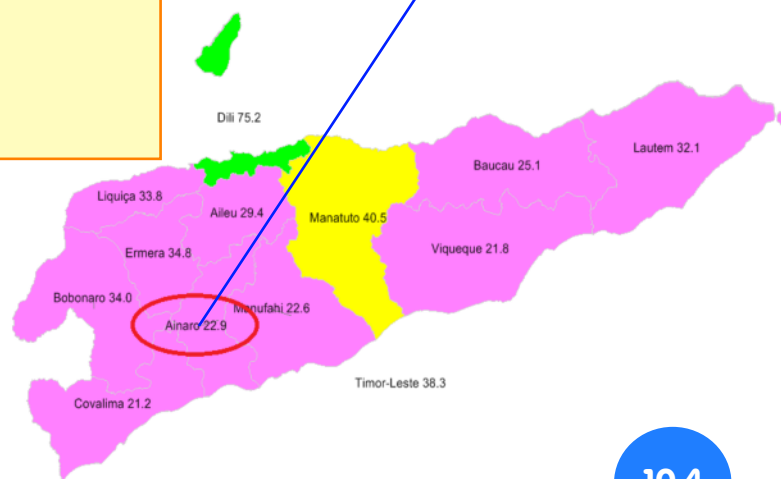 Dili 75.2
Lautem 32.1
Baucau 25.1
Liquiça 33.8
Aileu 29.4
Manatuto 40.5
Viqueque 21.8
Ermera 34.8
Bobonaro 34.0
Manufahi 22.6
Ainaro 22.9
Timor-Leste 38.3
Covalima 21.2